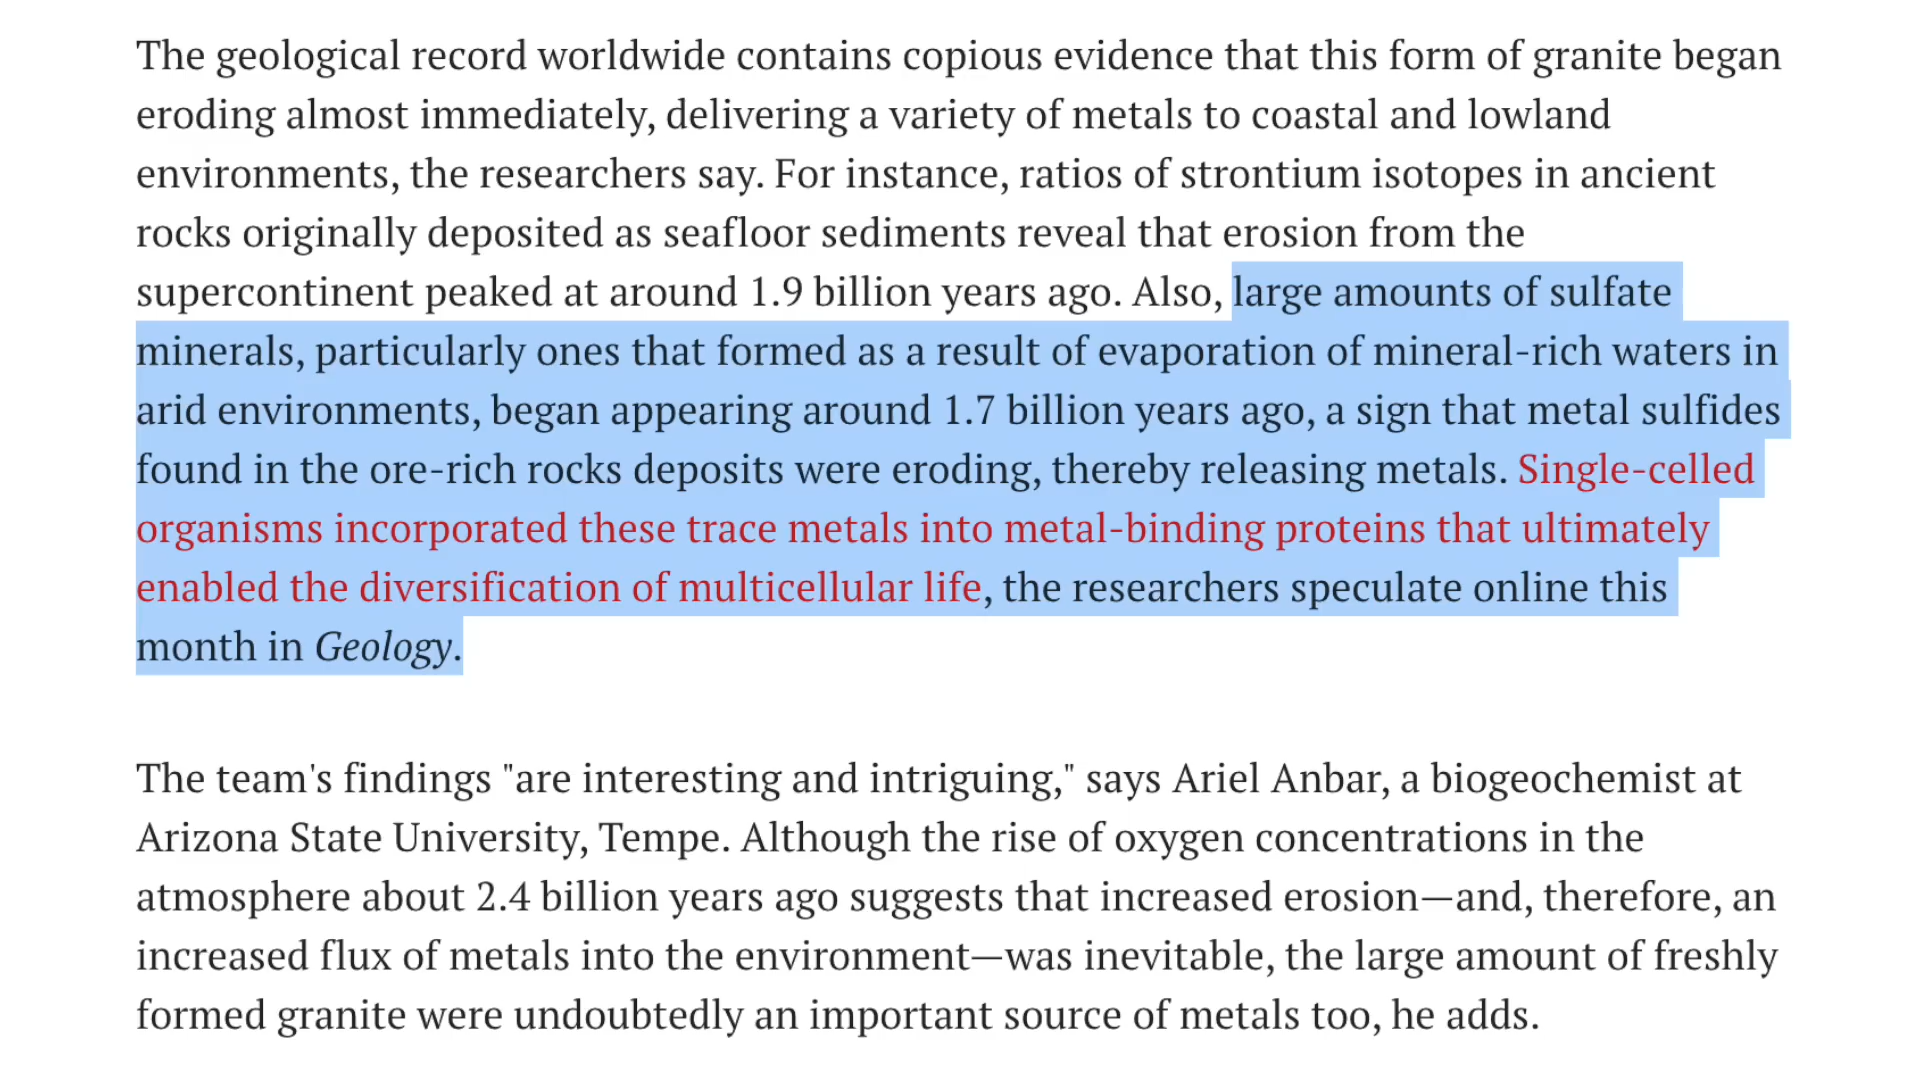 The geological record worldwide contains copious evidence that this form of granite began
eroding almost immediately, delivering a variety of metals to coastal and lowland
environments, the researchers say. For instance, ratios of strontium isotopes in ancient
rocks originally deposited as seafloor sediments reveal that erosion from the
supercontinent peaked at around 1.9 billion years ago. Also, large amounts of sulfate
minerals, particularly ones that formed as a result of evaporation of mineral-rich waters in
arid environments, began appearing around 1.7 billion years ago, a sign that metal sulfides
found in the ore-rich rocks deposits were eroding, thereby releasing metals. Single-celled
organisms incorporated these trace metals into metal-binding proteins that ultimately
enabled the diversification of multicellular life, the researchers speculate online this
month in Geology.
The team's findings "are interesting and intriguing," says Ariel Anbar, a biogeochemist at
Arizona State University, Tempe. Although the rise of oxygen concentrations in the
atmosphere about 2.4 billion years ago suggests that increased erosion—and, therefore, an
increased flux of metals into the environment—was inevitable, the large amount of freshly
formed granite were undoubtedly an important source of metals too, he adds.